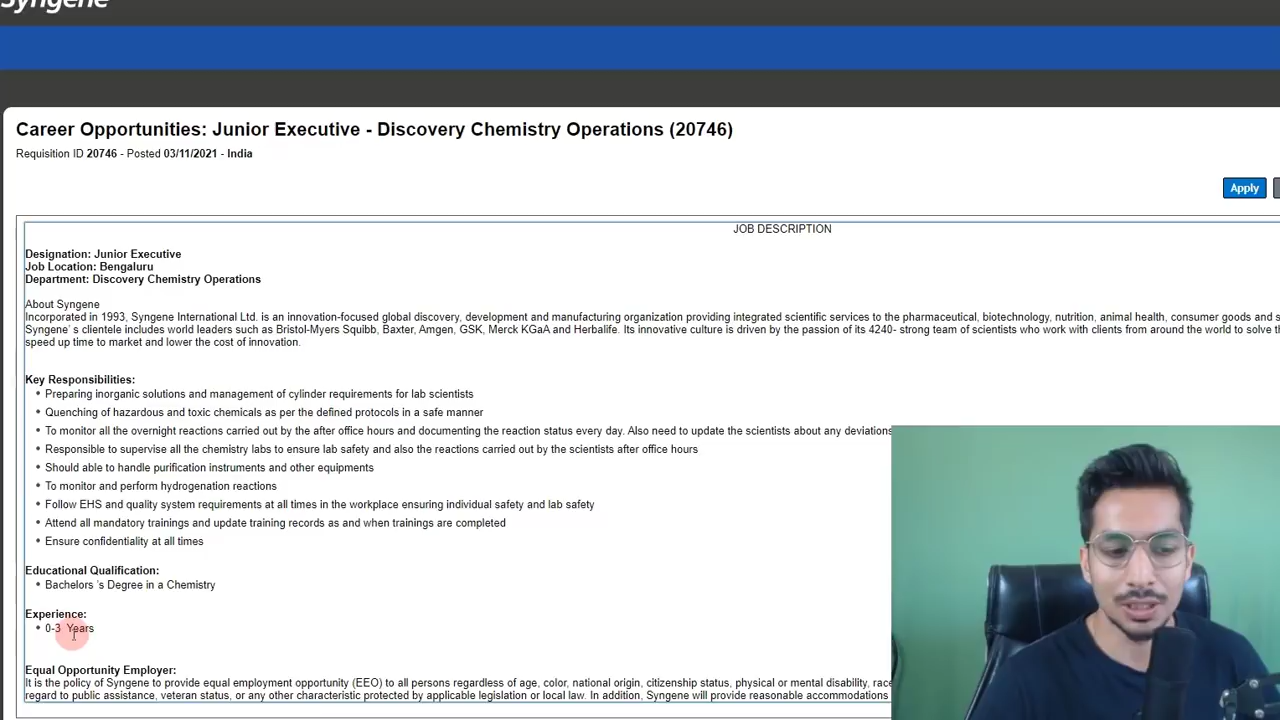 Syngene
Career Opportunities: Junior Executive - Discovery Chemistry Operations (20746)
Requisition ID 20746 - Posted 03/11/2021 - India
Apply
JOB DESCRIPTION
Designation: Junior Executive
Job Location: Bengaluru
Department: Discovery Chemistry Operations
About Syngene
Incorporated in 1993, Syngene International Ltd. is an innovation-focused global discovery, development and manufacturing organization providing integrated scientific services to the pharmaceutical, biotechnology, nutrition, animal health, consumer goods and s
Syngene's clientele includes world leaders such as Bristol-Myers Squibb, Baxter, Amgen, GSK, Merck KGaA and Herbalife. Its innovative culture is driven by the passion of its 4240- strong team of scientists who work with clients from around the world to solve th
speed up time to market and lower the cost of innovation.
Key Responsibilities:
• Preparing inorganic solutions and management of cylinder requirements for lab scientists
• Quenching of hazardous and toxic chemicals as per the defined protocols in a safe manner
• To monitor all the overnight reactions carried out by the after office hours and documenting the reaction status every day. Also need to update the scientists about any deviations
• Responsible to supervise all the chemistry labs to ensure lab safety and also the reactions carried out by the scientists after office hours
• Should able to handle purification instruments and other equipments
• To monitor and perform hydrogenation reactions
• Follow EHS and quality system requirements at all times in the workplace ensuring individual safety and lab safety
• Attend all mandatory trainings and update training records as and when trainings are completed
• Ensure confidentiality at all times
Educational Qualification:
• Bachelors 's Degree in a Chemistry
Experience:
• 0-3 Years
Equal Opportunity Employer:
It is the policy of Syngene to provide equal employment opportunity (EEO) to all persons regardless of age, color, national origin, citizenship status, physical or mental disability, race
regard to public assistance, veteran status, or any other characteristic protected by applicable legislation or local law. In addition, Syngene will provide reasonable accommodations